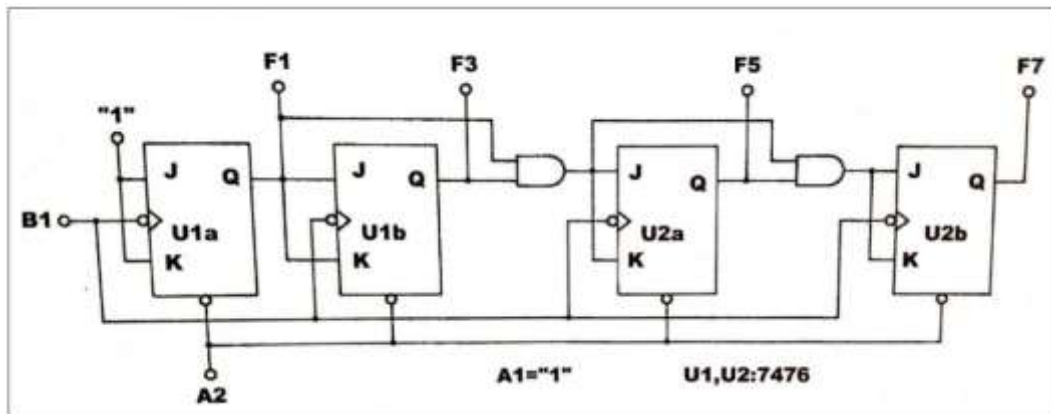 F1 F3 F5 F7
"1"
J Q J Q J Q J Q
B1 U1a U1b U2a U2b
K K K K
A2 A1="1" U1,U2:7476